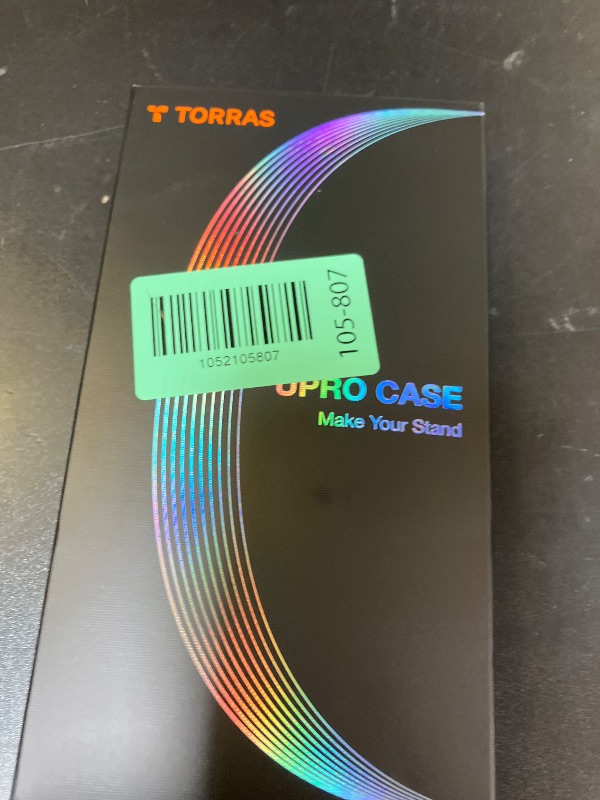 TORRAS
105-807
1052105807
UPRO CASE
Make Your Stand